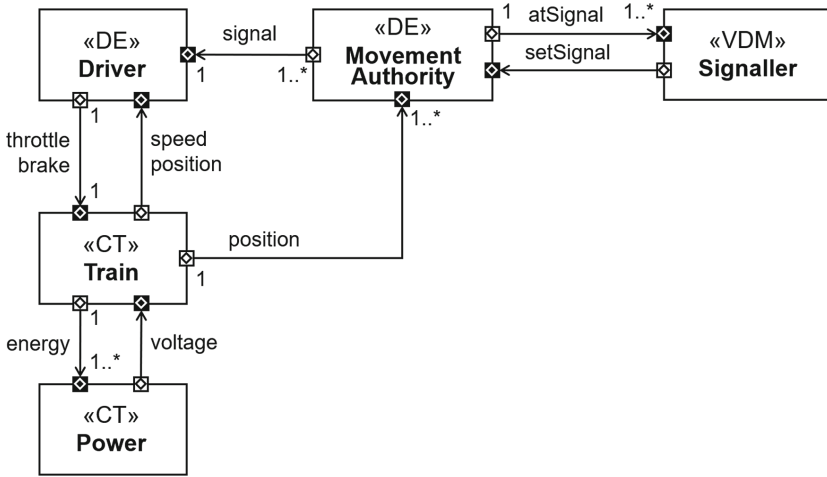 «DE»
Driver
1
signal
1..*
«DE»
Movement
Authority
1
atSignal
1..*
setSignal
«VDM»
Signaller
1..*
1
throttle
brake
speed
position
1
«CT»
Train
position
1
1
energy
voltage
1..*
«CT»
Power